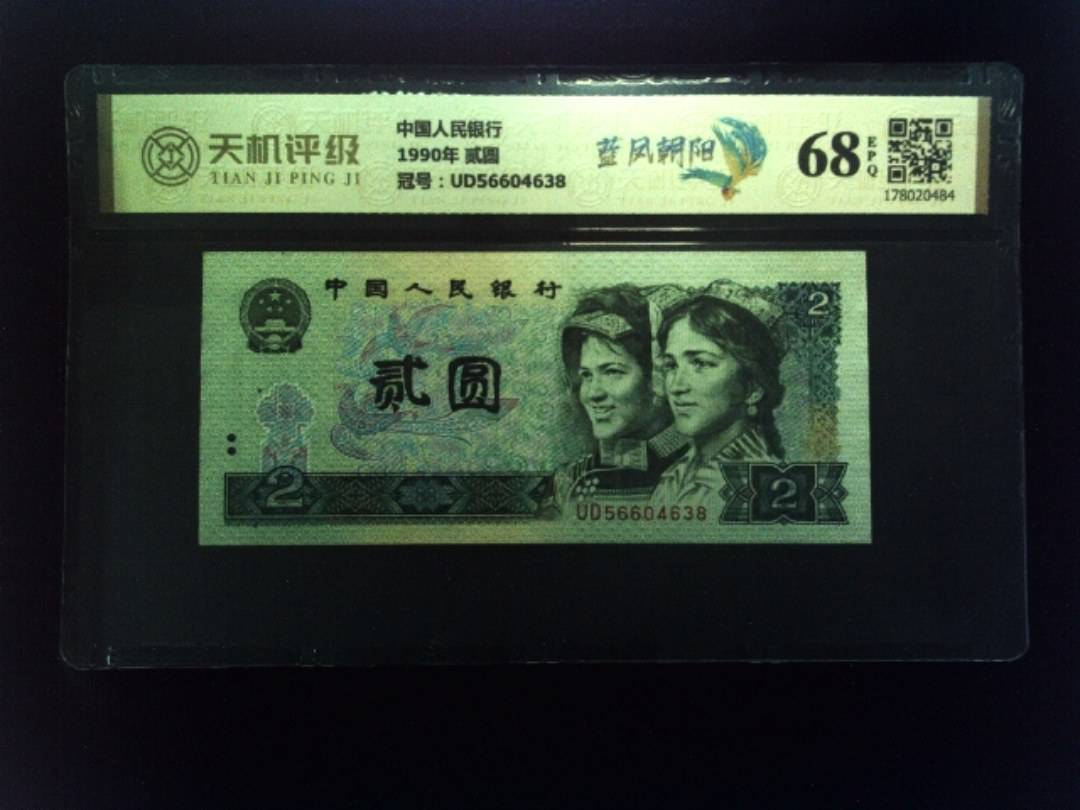 天机评级
TIAN JI PING JI
中国人民银行
1990年 贰圆
冠号：UD56604638
蓝凤朝阳
68
EPQ
178020484
中国人民银行
2
贰圆
2
UD56604638
2